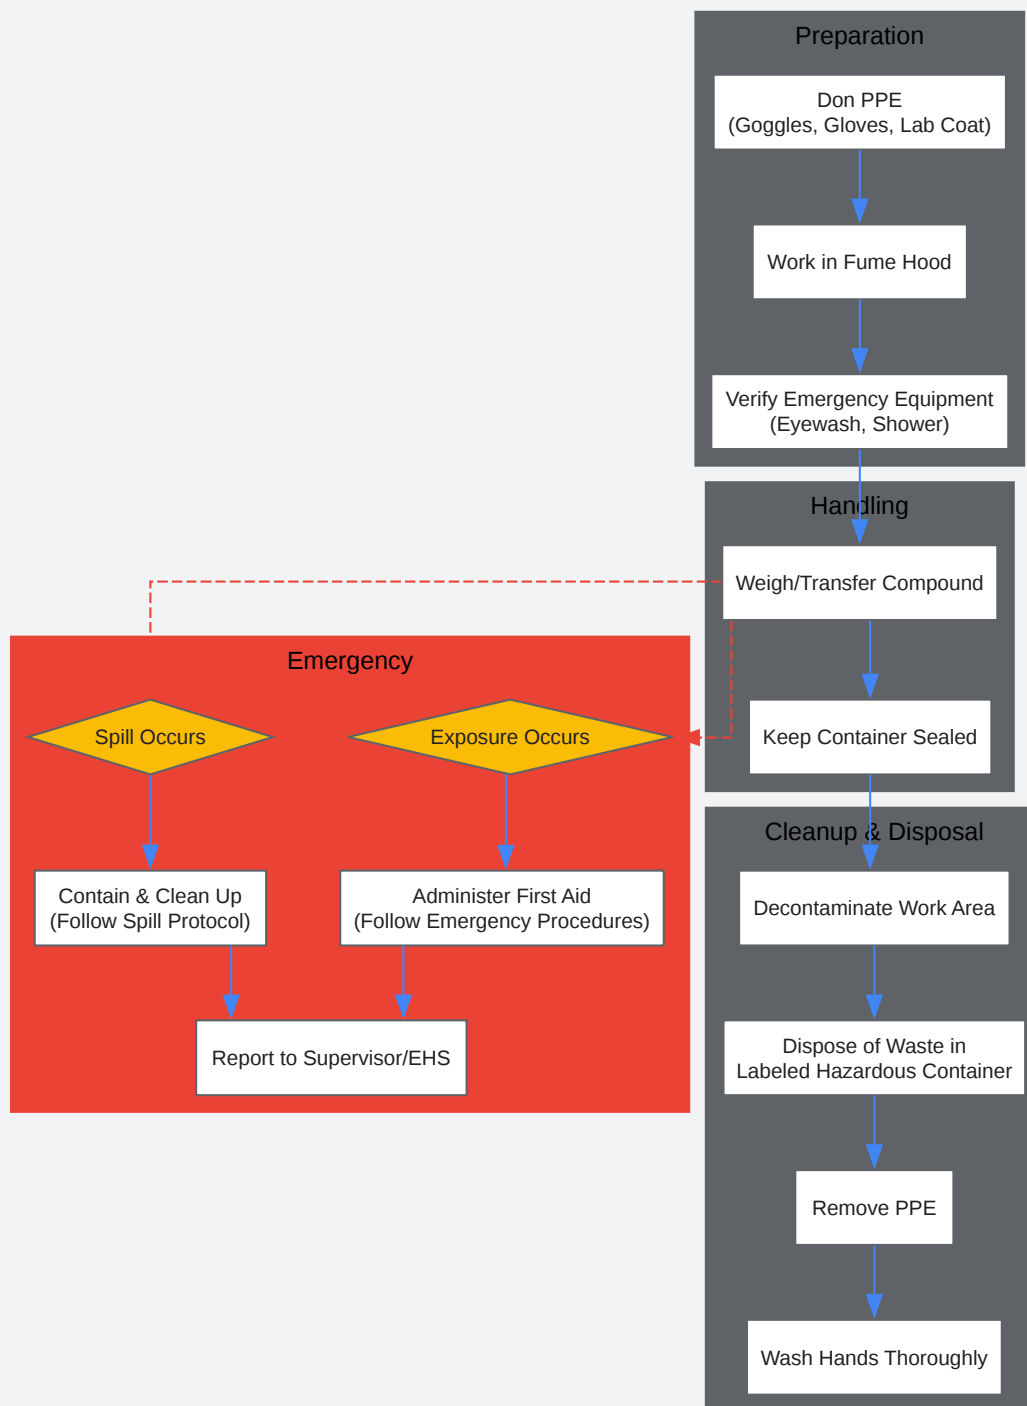 Preparation
Don PPE
(Goggles, Gloves, Lab Coat)
Work in Fume Hood
Verify Emergency Equipment
(Eyewash, Shower)
Handling
Weigh/Transfer Compound
Keep Container Sealed
Emergency
Spill Occurs
Exposure Occurs
Contain & Clean Up
(Follow Spill Protocol)
Administer First Aid
(Follow Emergency Procedures)
Report to Supervisor/EHS
Cleanup & Disposal
Decontaminate Work Area
Dispose of Waste in
Labeled Hazardous Container
Remove PPE
Wash Hands Thoroughly